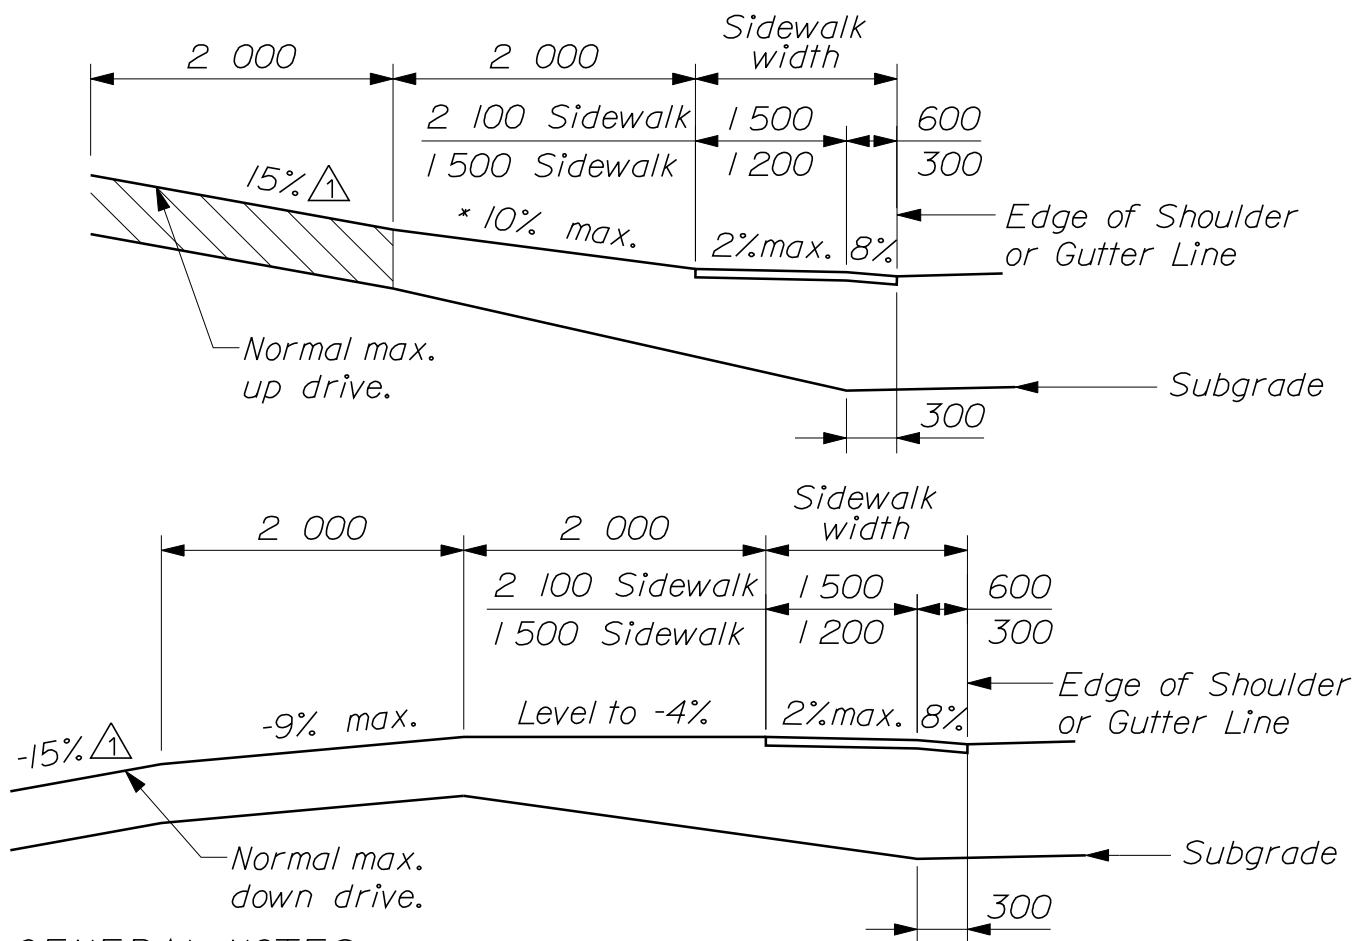 Sidewalk
width
2 000
2 000
2 100 Sidewalk
1 500
600
1 500 Sidewalk
1 200
300
15% 1
* 10% max.
2% max.
8%
Edge of Shoulder
or Gutter Line
Normal max.
up drive.
Subgrade
300
Sidewalk
width
2 000
2 000
2 100 Sidewalk
1 500
600
1 500 Sidewalk
1 200
300
-15% 1
-9% max.
Level to -4%
2% max.
8%
Edge of Shoulder
or Gutter Line
Normal max.
down drive.
Subgrade
300
GENERAL NOTES